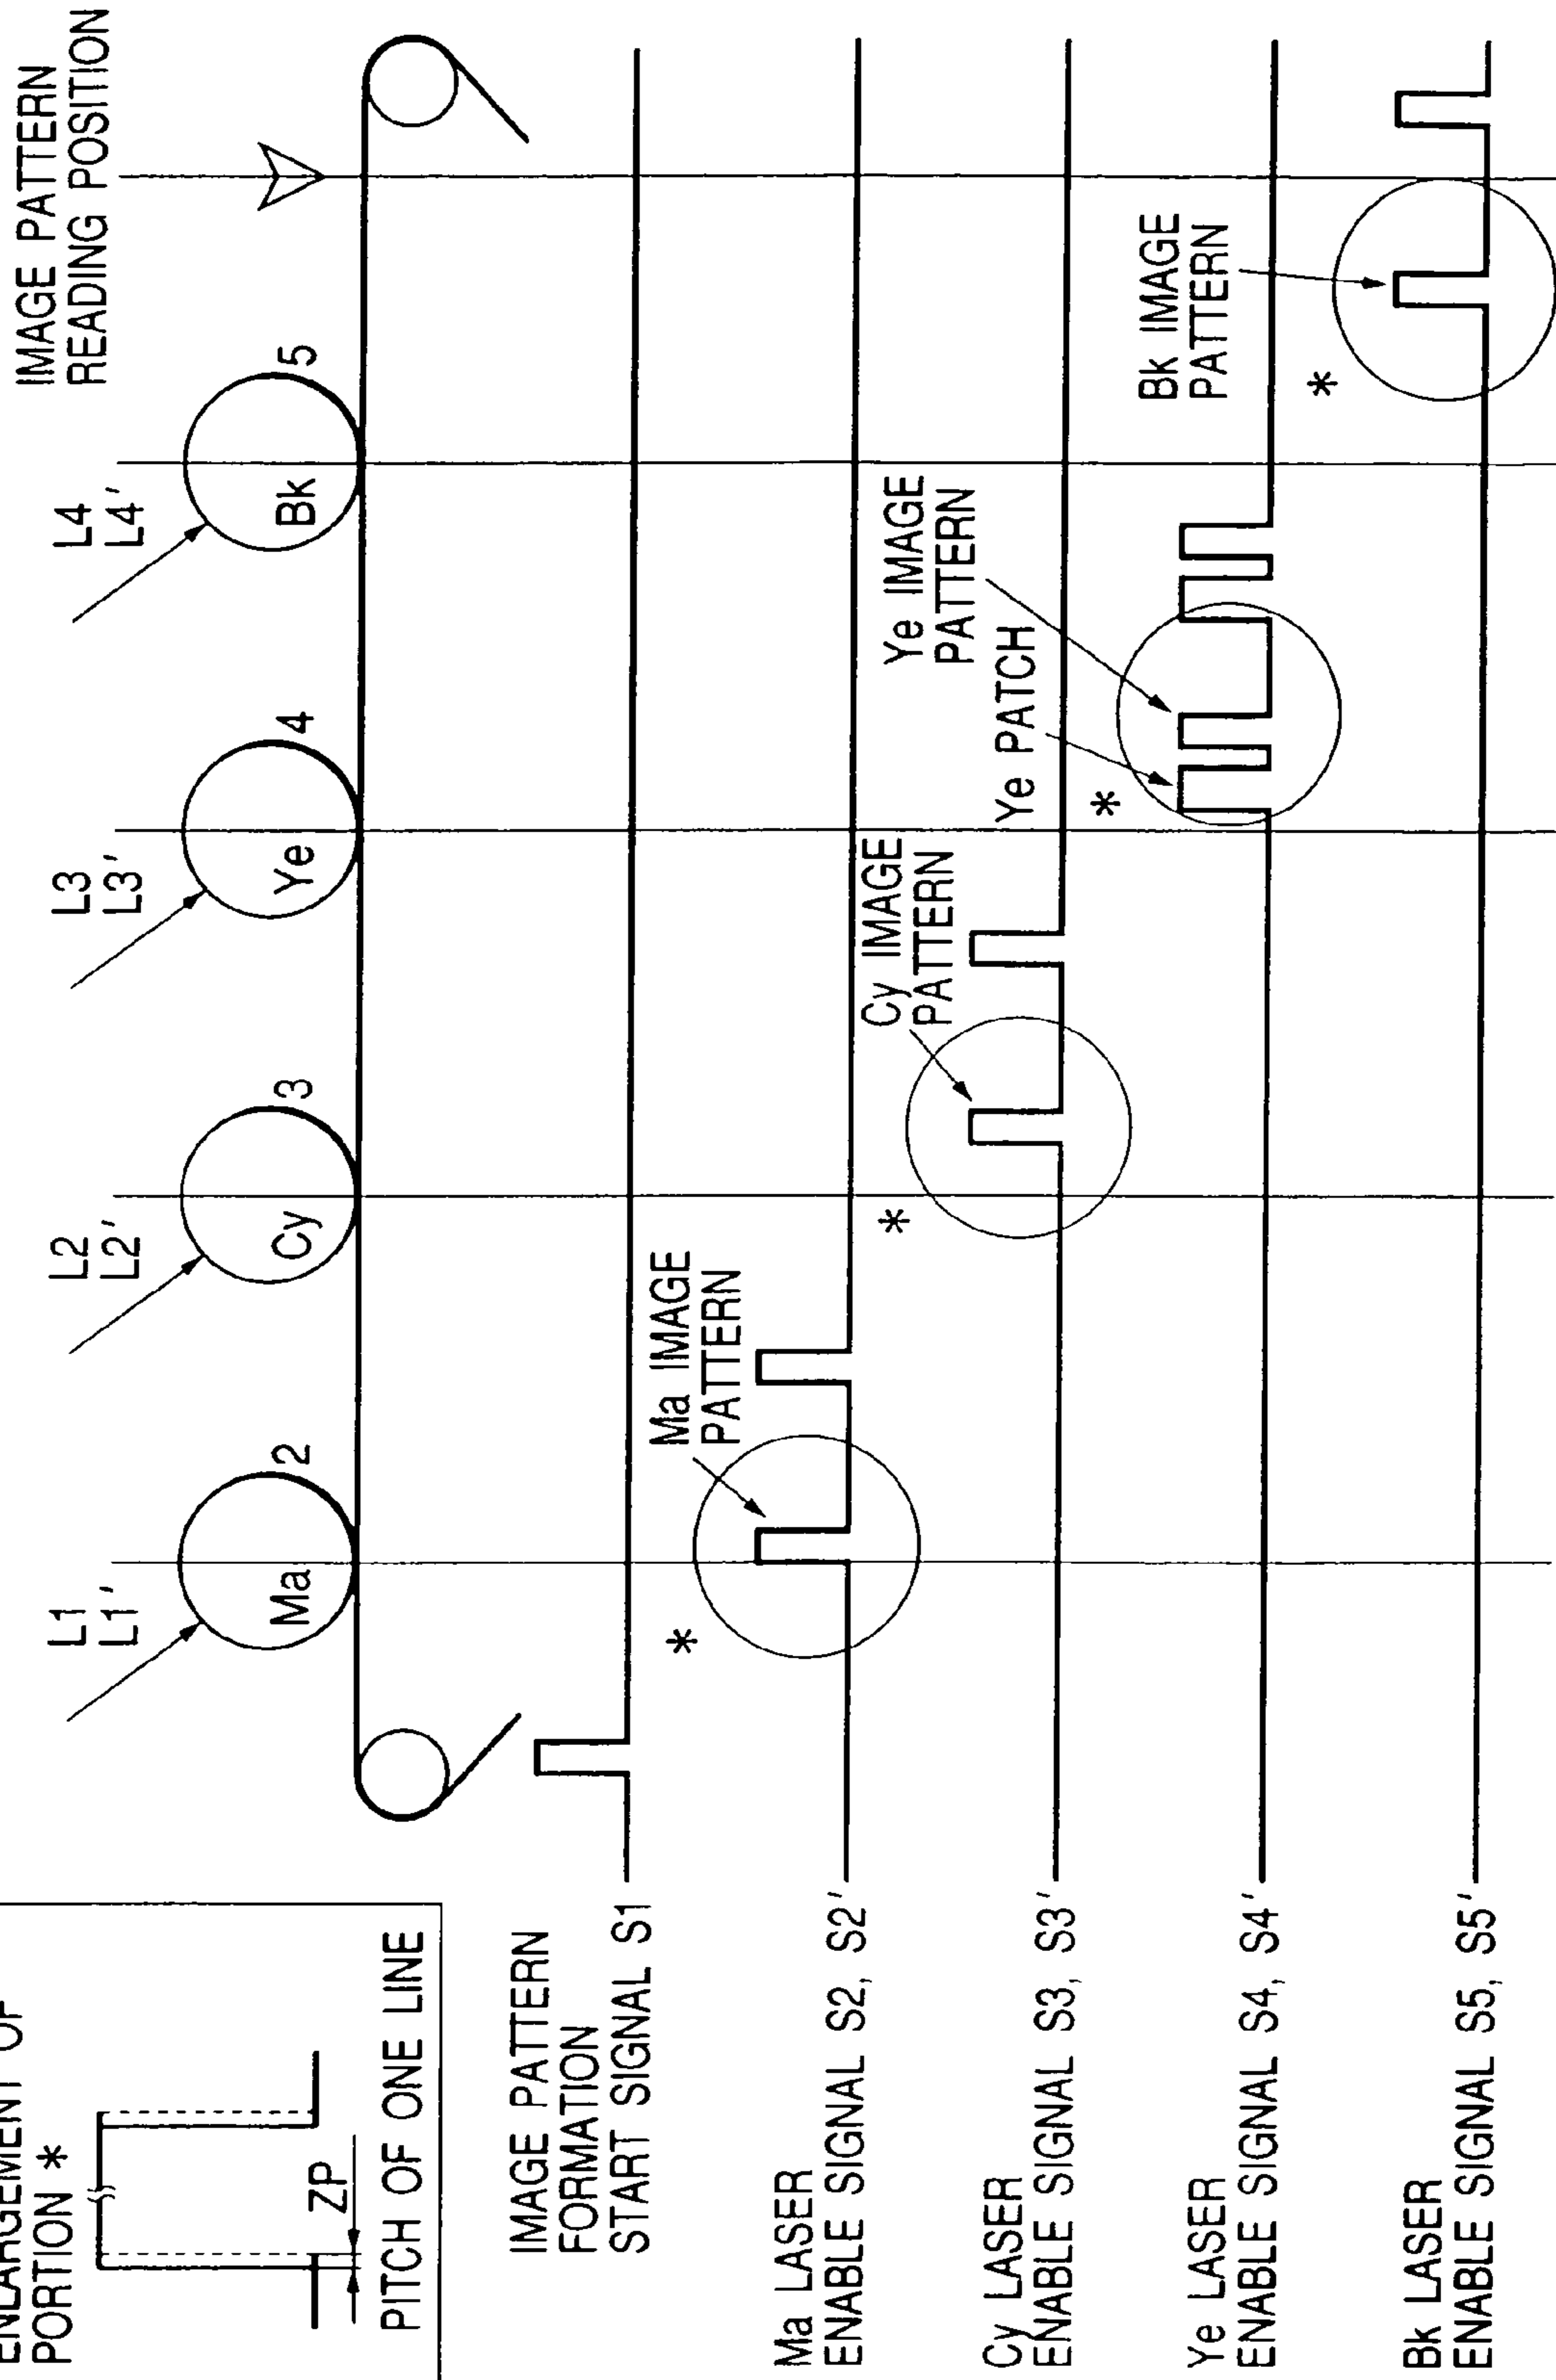 ENLARGEMENT OF
PORTION *
ZP
PITCH OF ONE LINE
IMAGE PATTERN
READING POSITION
L1
L1'
L2
L2'
L3
L3'
L4
L4'
Ma
2
Cy
3
Ye
4
Bk
5
IMAGE PATTERN
FORMATION
START SIGNAL S1
Ma LASER
ENABLE SIGNAL S2, S2'
*
Ma IMAGE
PATTERN
Cy LASER
ENABLE SIGNAL S3, S3'
*
Cy IMAGE
PATTERN
Ye LASER
ENABLE SIGNAL S4, S4'
*
Ye PATCH
Ye IMAGE
PATTERN
Bk LASER
ENABLE SIGNAL S5, S5'
*
Bk IMAGE
PATTERN